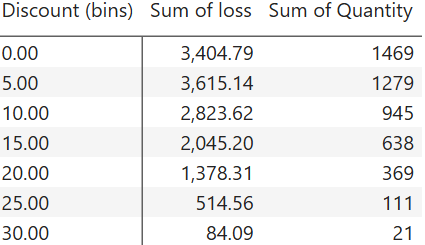 Discount (bins) Sum of loss Sum of Quantity
0.00 3,404.79 1469
5.00 3,615.14 1279
10.00 2,823.62 945
15.00 2,045.20 638
20.00 1,378.31 369
25.00 514.56 111
30.00 84.09 21